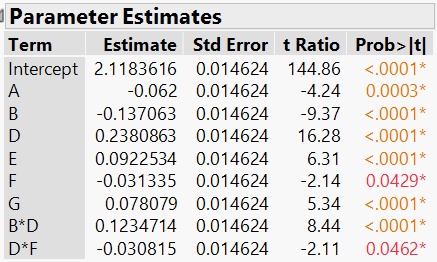 Parameter Estimates
Term Estimate Std Error t Ratio Prob>|t|
Intercept 2.1183616 0.014624 144.86 <.0001*
A -0.062 0.014624 -4.24 0.0003*
B -0.137063 0.014624 -9.37 <.0001*
D 0.2380863 0.014624 16.28 <.0001*
E 0.0922534 0.014624 6.31 <.0001*
F -0.031335 0.014624 -2.14 0.0429*
G 0.078079 0.014624 5.34 <.0001*
B*D 0.1234714 0.014624 8.44 <.0001*
D*F -0.030815 0.014624 -2.11 0.0462*